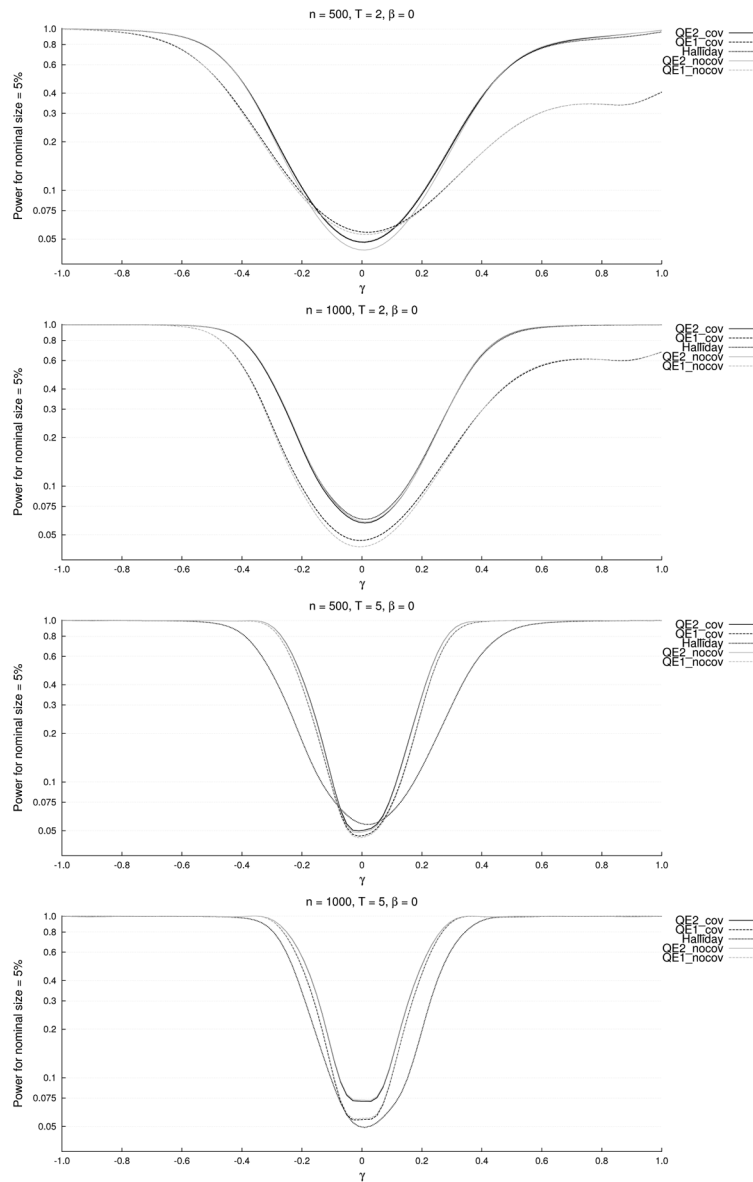 n = 500, T = 2, β = 0
Power for nominal size = 5%
1.0
0.8
0.6
0.4
0.3
0.2
0.1
0.075
0.05
-1.0 -0.8 -0.6 -0.4 -0.2 0 0.2 0.4 0.6 0.8 1.0
γ
QE2_cov
QE1_cov
Halliday
QE2_nocov
QE1_nocov
n = 1000, T = 2, β = 0
Power for nominal size = 5%
1.0
0.8
0.6
0.4
0.3
0.2
0.1
0.075
0.05
-1.0 -0.8 -0.6 -0.4 -0.2 0 0.2 0.4 0.6 0.8 1.0
γ
QE2_cov
QE1_cov
Halliday
QE2_nocov
QE1_nocov
n = 500, T = 5, β = 0
Power for nominal size = 5%
1.0
0.8
0.6
0.4
0.3
0.2
0.1
0.075
0.05
-1.0 -0.8 -0.6 -0.4 -0.2 0 0.2 0.4 0.6 0.8 1.0
γ
QE2_cov
QE1_cov
Halliday
QE2_nocov
QE1_nocov
n = 1000, T = 5, β = 0
Power for nominal size = 5%
1.0
0.8
0.6
0.4
0.3
0.2
0.1
0.075
0.05
-1.0 -0.8 -0.6 -0.4 -0.2 0 0.2 0.4 0.6 0.8 1.0
γ
QE2_cov
QE1_cov
Halliday
QE2_nocov
QE1_nocov